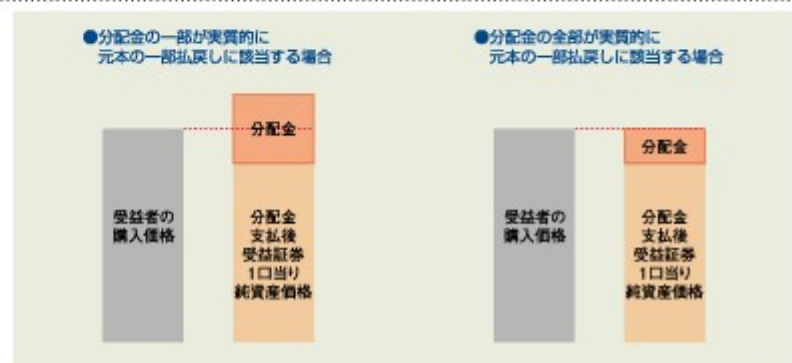 ●分配金の一部が実質的に
元本の一部払戻しに該当する場合
分配金
受益者の
購入価格
分配金
支払後
受益証券
1口当り
純資産価格
●分配金の全部が実質的に
元本の一部払戻しに該当する場合
分配金
受益者の
購入価格
分配金
支払後
受益証券
1口当り
純資産価格